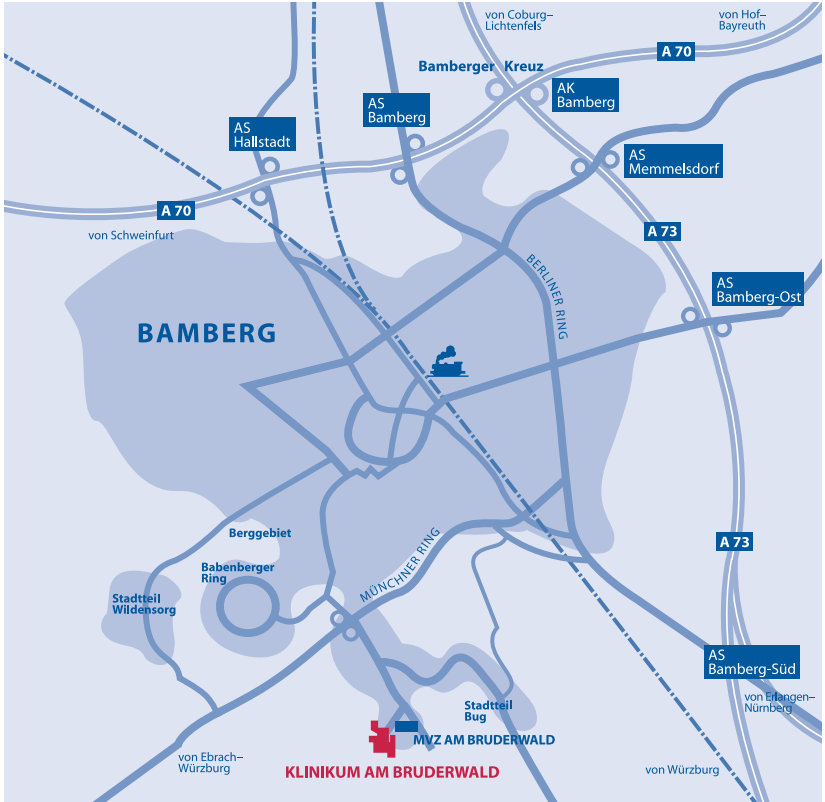 von Coburg–
Lichtenfels
von Hof–
Bayreuth
A 70
Bamberger Kreuz
AK
Bamberg
AS
Bamberg
AS
Hallstadt
AS
Memmelsdorf
A 70
von Schweinfurt
A 73
BERLINER RING
AS
Bamberg-Ost
BAMBERG
Berggebiet
A 73
MÜNCHNER RING
Babenberger
Ring
Stadtteil
Wildensorg
AS
Bamberg-Süd
von Erlangen–
Nürnberg
Stadtteil
Bug
MVZ AM BRUDERWALD
von Ebrach–
Würzburg
KLINIKUM AM BRUDERWALD
von Würzburg